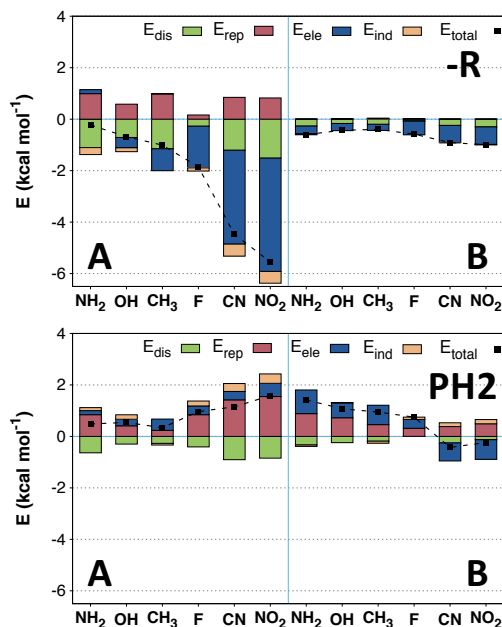 E_dis E_rep E_ele E_ind E_total
-R
4
2
0
-2
-4
-6
E (kcal mol⁻¹)
A B
NH₂ OH CH₃ F CN NO₂ NH₂ OH CH₃ F CN NO₂
E_dis E_rep E_ele E_ind E_total
PH2
4
2
0
-2
-4
-6
E (kcal mol⁻¹)
A B
NH₂ OH CH₃ F CN NO₂ NH₂ OH CH₃ F CN NO₂